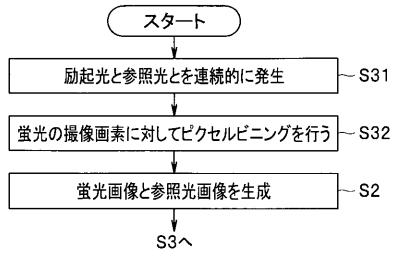 スタート
励起光と参照光とを連続的に発生
S31
蛍光の撮像画素に対してピクセルビニングを行う
S32
蛍光画像と参照光画像を生成
S2
S3へ